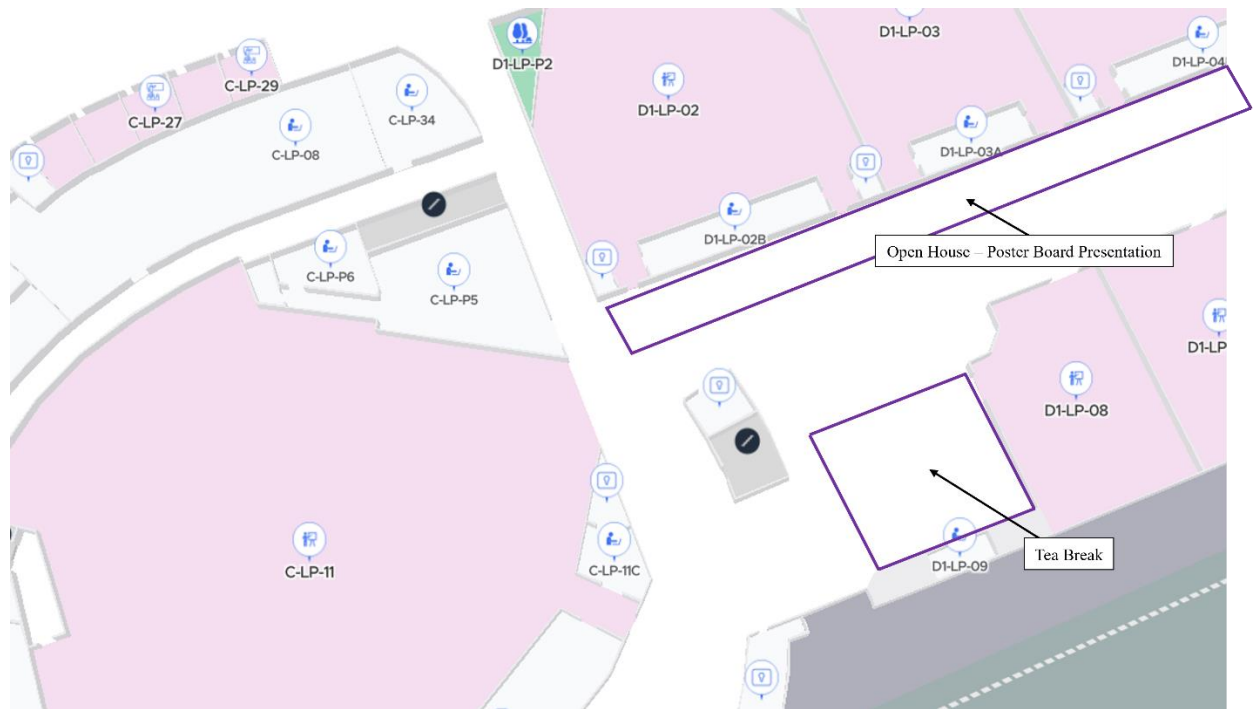 D1-LP-P2
D1-LP-03
D1-LP-04
C-LP-29
C-LP-27
C-LP-34
D1-LP-02
C-LP-08
D1-LP-03A
D1-LP-02B
Open House – Poster Board Presentation
C-LP-P6
C-LP-P5
D1-LP
D1-LP-08
Tea Break
C-LP-11
C-LP-11C
D1-LP-09